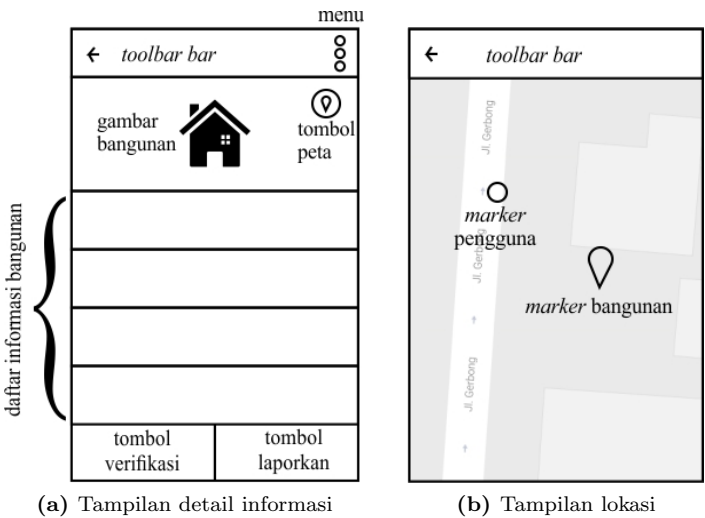 menu
toolbar bar
gambar
bangunan
tombol
peta
daftar informasi bangunan
tombol
verifikasi
tombol
laporkan
(a) Tampilan detail informasi
toolbar bar
Jl. Gerbong
marker
pengguna
Jl. Gerbong
marker bangunan
Jl. Gerbong
(b) Tampilan lokasi